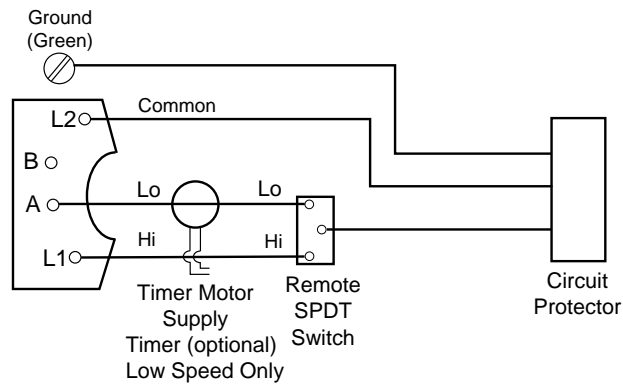 Ground
(Green)
L2
Common
B
A
Lo
Lo
Hi
Hi
L1
Timer Motor
Supply
Timer (optional)
Low Speed Only
Remote
SPDT
Switch
Circuit
Protector